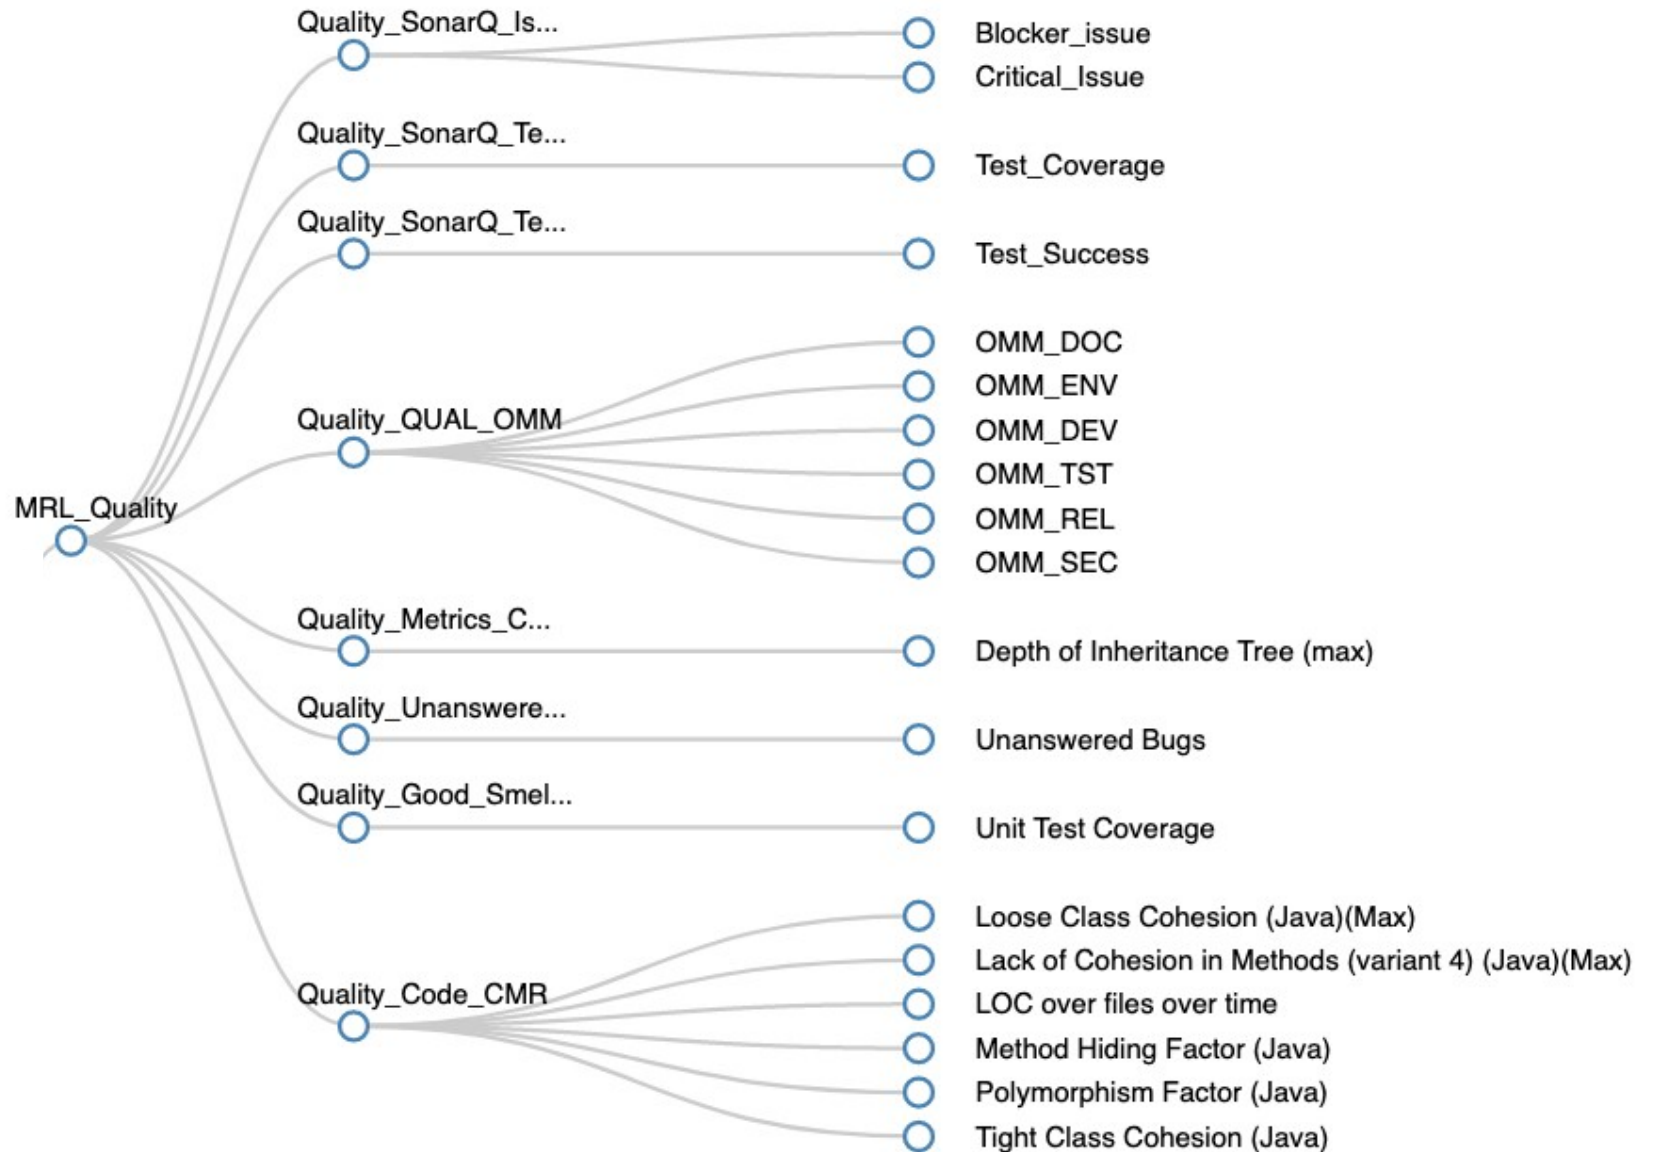 Quality_SonarQ_Is...
Blocker_issue
Critical_Issue
Quality_SonarQ_Te...
Test_Coverage
Quality_SonarQ_Te...
Test_Success
Quality_QUAL_OMM
OMM_DOC
OMM_ENV
OMM_DEV
OMM_TST
OMM_REL
OMM_SEC
MRL_Quality
Quality_Metrics_C...
Depth of Inheritance Tree (max)
Quality_Unanswere...
Unanswered Bugs
Quality_Good_Smel...
Unit Test Coverage
Quality_Code_CMR
Loose Class Cohesion (Java)(Max)
Lack of Cohesion in Methods (variant 4) (Java)(Max)
LOC over files over time
Method Hiding Factor (Java)
Polymorphism Factor (Java)
Tight Class Cohesion (Java)